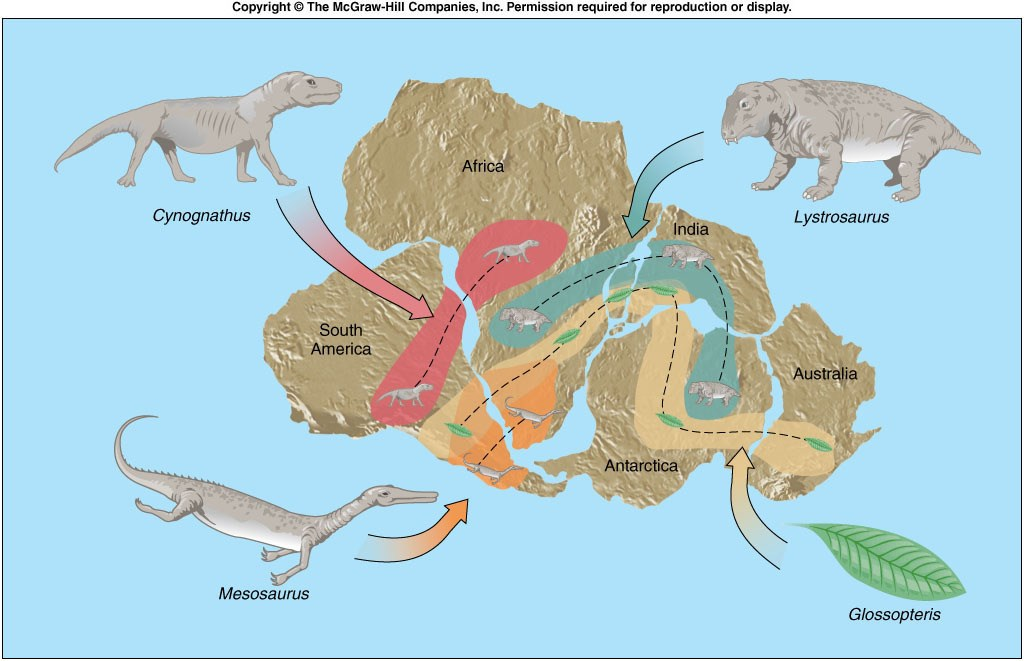 Copyright © The McGraw-Hill Companies, Inc. Permission required for reproduction or display.
Africa
Cynognathus
Lystrosaurus
India
South
America
Australia
Antarctica
Mesosaurus
Glossopteris